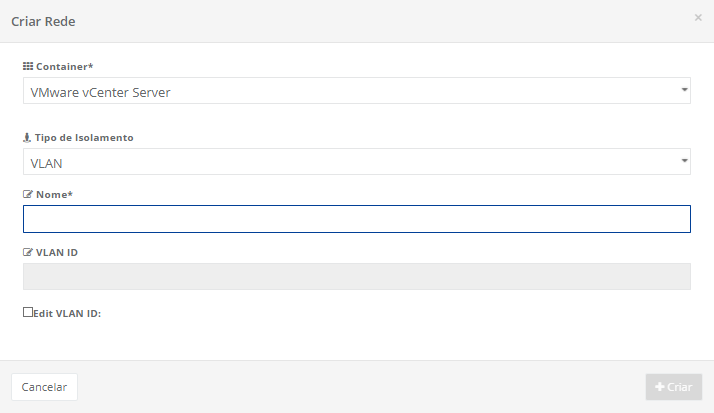 Criar Rede
×
Container*
VMware vCenter Server
Tipo de Isolamento
VLAN
Nome*
VLAN ID
Edit VLAN ID:
Cancelar
+ Criar